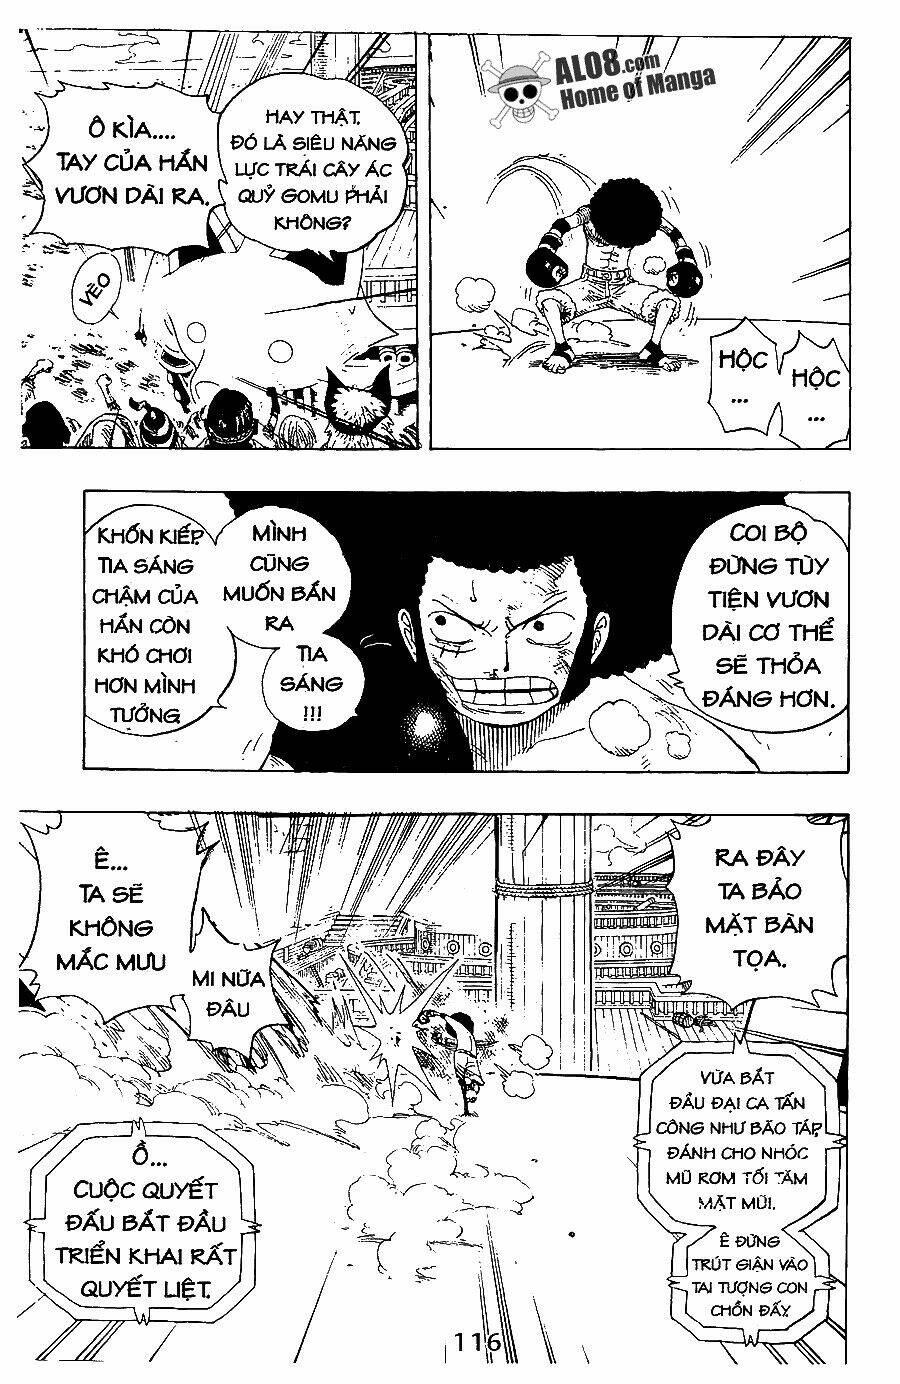 AL08.com
Home of Manga
Ô KÌA....
TAY CỦA HẮN
VƯƠN DÀI RA.
HAY THẬT.
ĐÓ LÀ SIÊU NĂNG
LỰC TRÁI CÂY ÁC
QUỶ GOMU PHẢI
KHÔNG?
VÈO
HỘC
...
HỘC
...
KHỐN KIẾP,
TIA SÁNG
CHẬM CỦA
HẮN CÒN
KHÓ CHƠI
HƠN MÌNH
TƯỞNG.
MÌNH
CŨNG
MUỐN BẮN
RA
TIA
SÁNG
!!!
COI BỘ
ĐỪNG TÙY
TIỆN VƯƠN
DÀI CƠ THỂ
SẼ THỎA
ĐÁNG HƠN.
Ê...
TA SẼ
KHÔNG
MẮC MƯU
MI NỮA
ĐÂU
RA ĐÂY
TA BẢO
MẶT BÀN
TỌA.
VỪA BẮT
ĐẦU ĐẠI CA TẤN
CÔNG NHƯ BÃO TÁP,
ĐÁNH CHO NHÓC
MŨ RƠM TỐI TĂM
MẶT MŨI.
Ê ĐỪNG
TRÚT GIẬN VÀO
TAI TƯỢNG CON
CHỒN ĐẤY.
Ồ...
CUỘC QUYẾT
ĐẤU BẮT ĐẦU
TRIỂN KHAI RẤT
QUYẾT LIỆT.
116